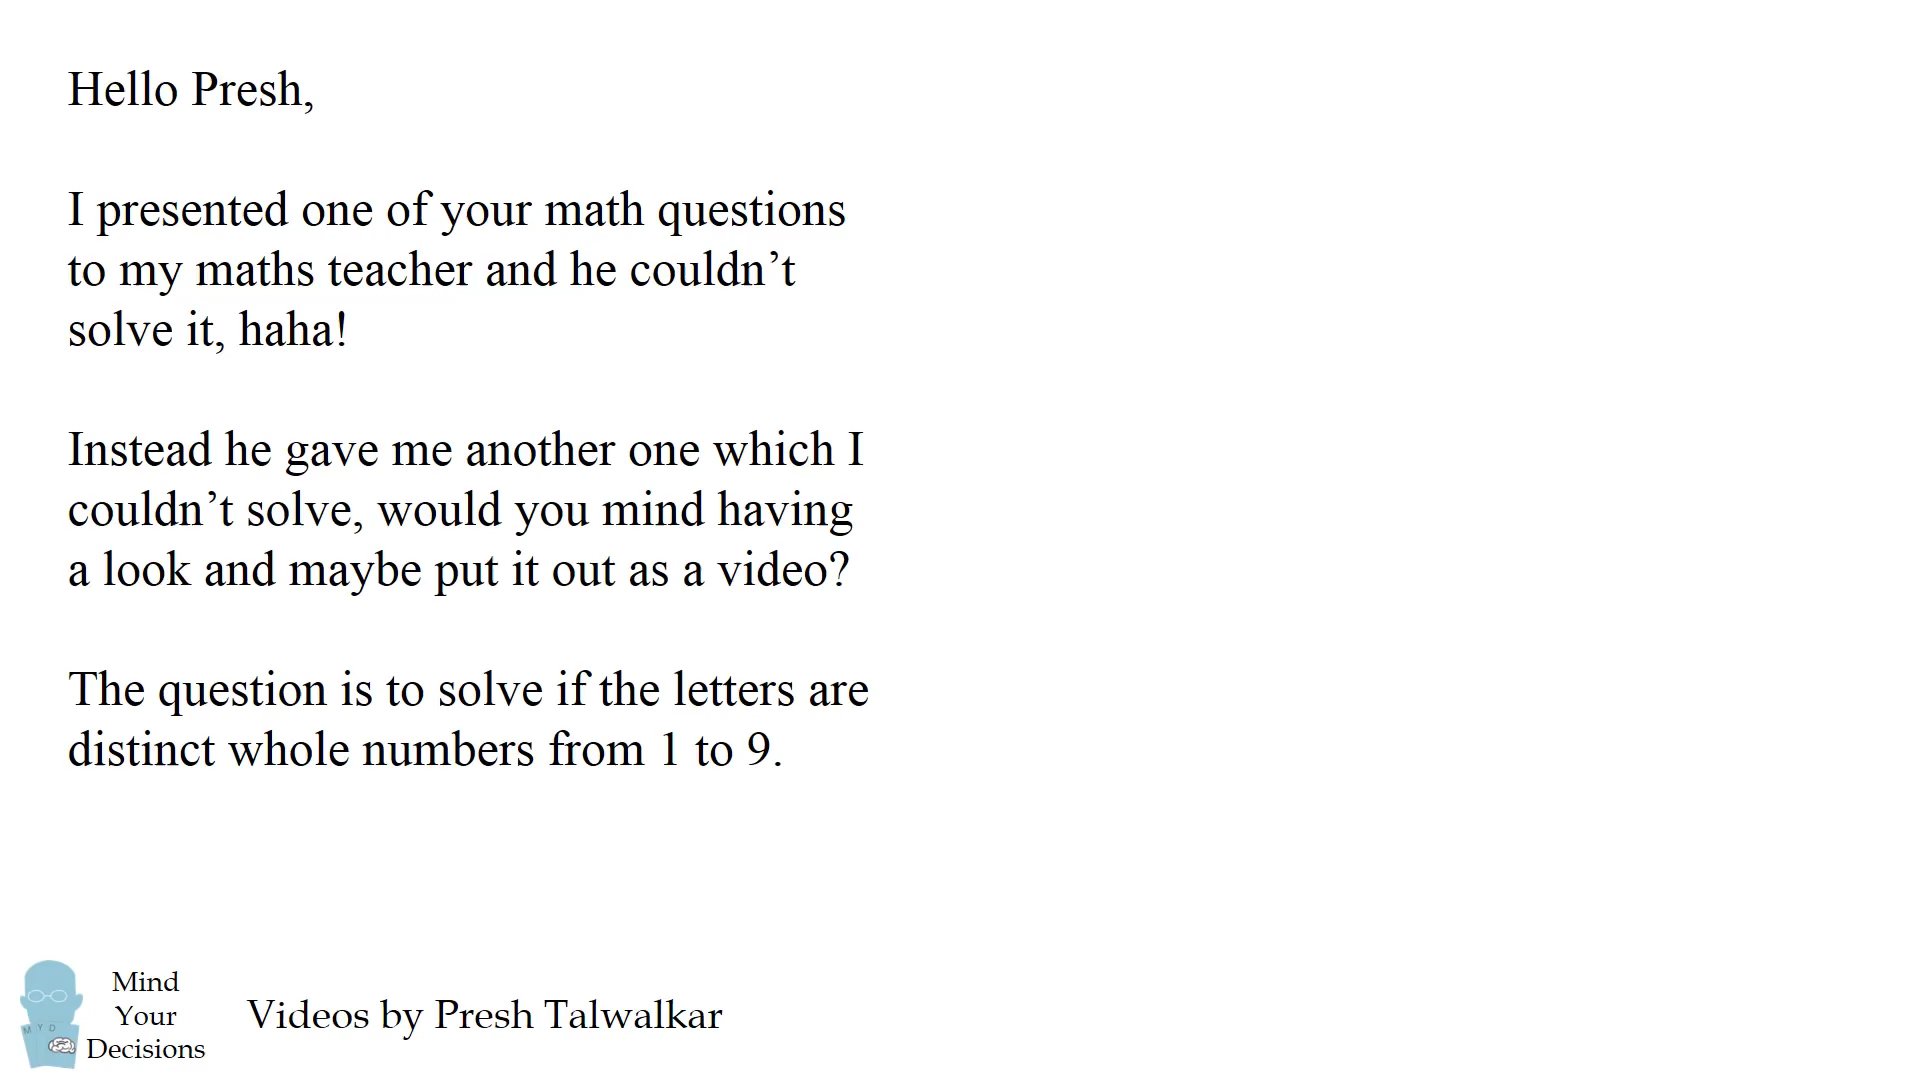 Hello Presh,
I presented one of your math questions
to my maths teacher and he couldn’t
solve it, haha!
Instead he gave me another one which I
couldn’t solve, would you mind having
a look and maybe put it out as a video?
The question is to solve if the letters are
distinct whole numbers from 1 to 9.
M Y D
Mind
Your
Decisions
Videos by Presh Talwalkar